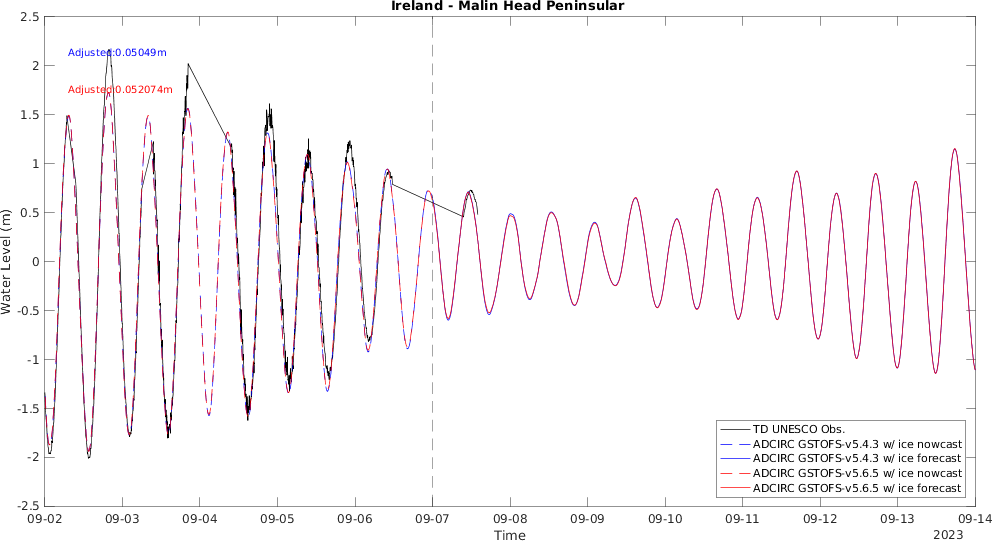 Ireland - Malin Head Peninsular
Adjusted:0.05049m
Adjusted:0.052074m
Water Level (m)
2.5
2
1.5
1
0.5
0
-0.5
-1
-1.5
-2
-2.5
TD UNESCO Obs.
ADCIRC GSTOFS-v5.4.3 w/ ice nowcast
ADCIRC GSTOFS-v5.4.3 w/ ice forecast
ADCIRC GSTOFS-v5.6.5 w/ ice nowcast
ADCIRC GSTOFS-v5.6.5 w/ ice forecast
09-02 09-03 09-04 09-05 09-06 09-07 09-08 09-09 09-10 09-11 09-12 09-13 09-14
Time
2023